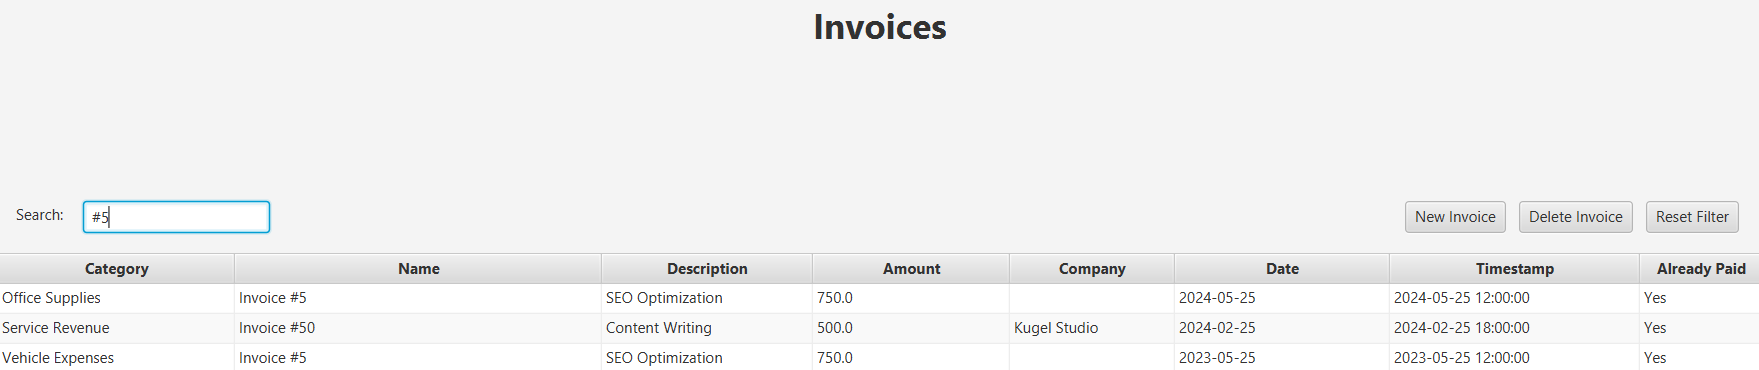 Invoices
Search: #5 New Invoice Delete Invoice Reset Filter
Category Name Description Amount Company Date Timestamp Already Paid
Office Supplies Invoice #5 SEO Optimization 750.0 2024-05-25 2024-05-25 12:00:00 Yes
Service Revenue Invoice #50 Content Writing 500.0 Kugel Studio 2024-02-25 2024-02-25 18:00:00 Yes
Vehicle Expenses Invoice #5 SEO Optimization 750.0 2023-05-25 2023-05-25 12:00:00 Yes